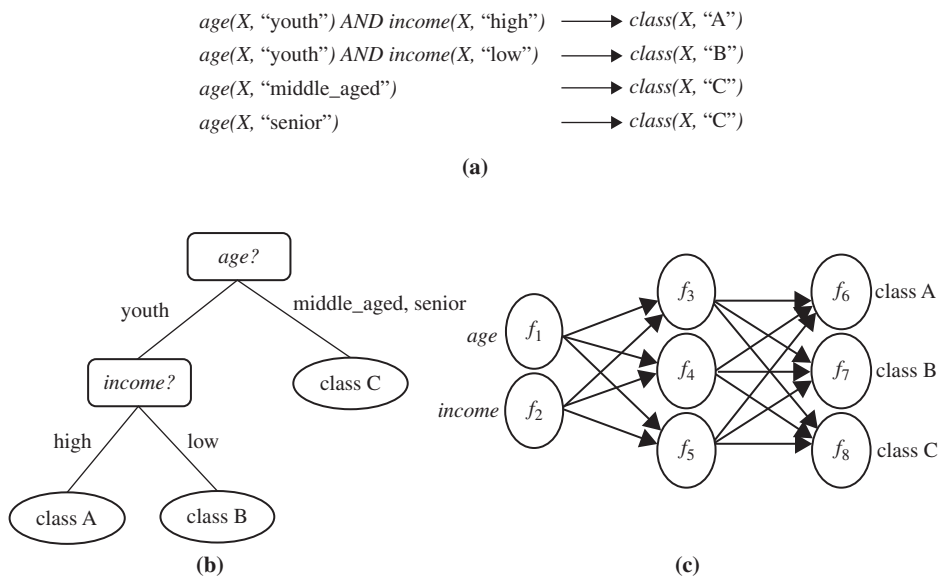 age(X, “youth”) AND income(X, “high”) class(X, “A”)
age(X, “youth”) AND income(X, “low”) class(X, “B”)
age(X, “middle_aged”) class(X, “C”)
age(X, “senior”) class(X, “C”)
(a)
age?
youth
middle_aged, senior
income?
class C
high
low
class A
class B
(b)
age
income
f1
f2
f3
f4
f5
f6
f7
f8
class A
class B
class C
(c)